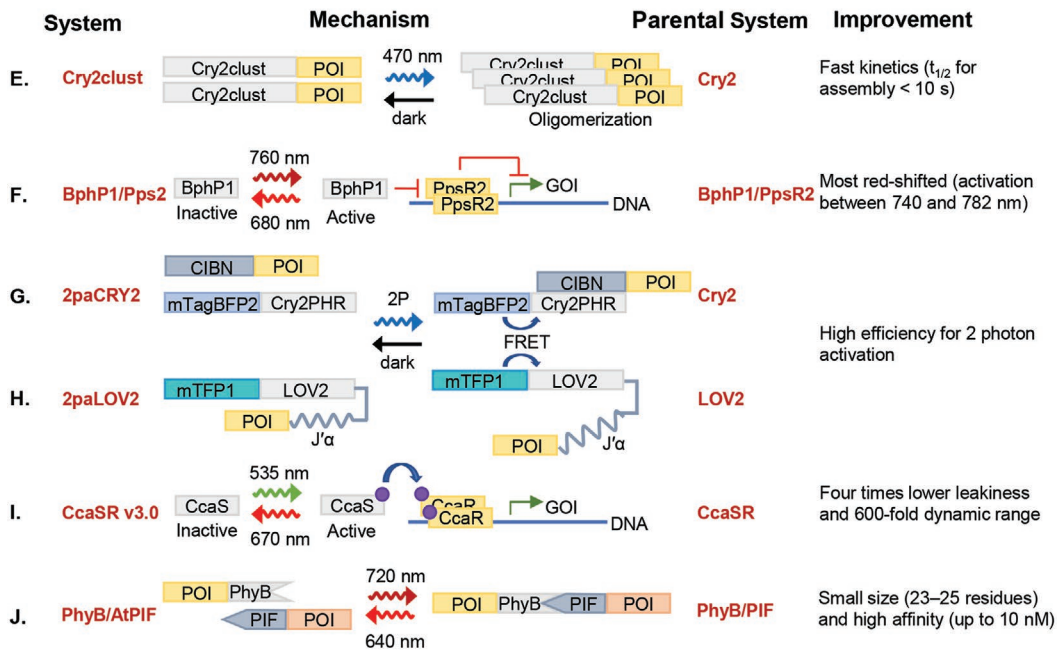 System
Mechanism
Parental System
Improvement
E.
Cry2clust
Cry2clust POI
Cry2clust POI
470 nm
dark
Cry2clust POI
Cry2clust POI
Cry2clust POI
Oligomerization
Cry2
Fast kinetics (t1/2 for
assembly < 10 s)
F.
BphP1/Pps2
BphP1
Inactive
760 nm
680 nm
BphP1
Active
PpsR2
PpsR2
GOI
DNA
BphP1/PpsR2
Most red-shifted (activation
between 740 and 782 nm)
G.
2paCRY2
CIBN POI
mTagBFP2 Cry2PHR
2P
dark
CIBN POI
mTagBFP2 Cry2PHR
FRET
Cry2
High efficiency for 2 photon
activation
H.
2paLOV2
mTFP1 LOV2
POI
J'α
mTFP1 LOV2
POI
J'α
LOV2
I.
CcaSR v3.0
CcaS
Inactive
535 nm
670 nm
CcaS
Active
CcaR
CcaR
GOI
DNA
CcaSR
Four times lower leakiness
and 600-fold dynamic range
J.
PhyB/AtPIF
POI PhyB
PIF POI
720 nm
640 nm
POI PhyB PIF POI
PhyB/PIF
Small size (23–25 residues)
and high affinity (up to 10 nM)